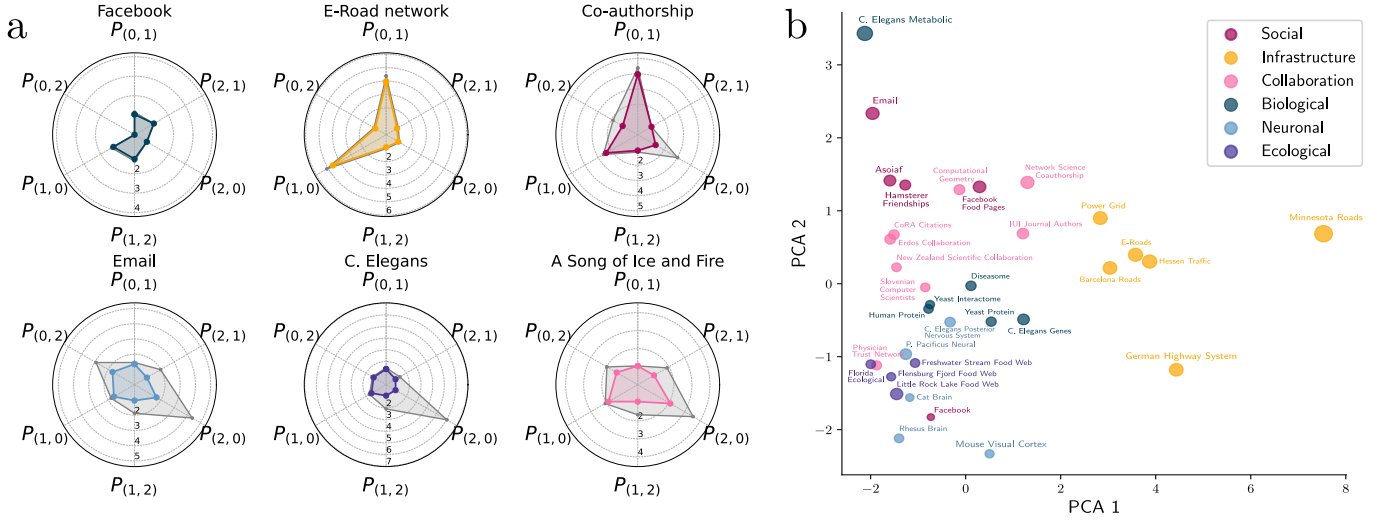 a
Facebook
P(0, 1)
P(0, 2)
P(2, 1)
P(1, 0)
P(2, 0)
P(1, 2)
2
3
4
E-Road network
P(0, 1)
P(0, 2)
P(2, 1)
P(1, 0)
P(2, 0)
P(1, 2)
2
3
4
5
6
Co-authorship
P(0, 1)
P(0, 2)
P(2, 1)
P(1, 0)
P(2, 0)
P(1, 2)
2
3
4
5
Email
P(0, 1)
P(0, 2)
P(2, 1)
P(1, 0)
P(2, 0)
P(1, 2)
2
3
4
5
C. Elegans
P(0, 1)
P(0, 2)
P(2, 1)
P(1, 0)
P(2, 0)
P(1, 2)
2
3
4
5
6
7
A Song of Ice and Fire
P(0, 1)
P(0, 2)
P(2, 1)
P(1, 0)
P(2, 0)
P(1, 2)
2
3
4
b
PCA 2
3
2
1
0
−1
−2
C. Elegans Metabolic
Email
Asoiaf
Hamsterer
Friendships
Computational
Geometry
Facebook
Food Pages
Network Science
Coauthorship
CoRA Citations
Erdos Collaboration
IUI Journal Authors
New Zealand Scientific Collaboration
Slovenian
Computer
Scientists
Power Grid
E-Roads
Hessen Traffic
Barcelona Roads
Minnesota Roads
Diseasome
Yeast Interactome
Human Protein
Yeast Protein
C. Elegans Posterior
Nervous System
C. Elegans Genes
P. Pacificus Neural
Physician
Trust Network
Freshwater Stream Food Web
Florida
Ecological
Flensburg Fjord Food Web
Little Rock Lake Food Web
Cat Brain
Facebook
Rhesus Brain
Mouse Visual Cortex
German Highway System
−2
0
2
4
6
8
PCA 1
Social
Infrastructure
Collaboration
Biological
Neuronal
Ecological